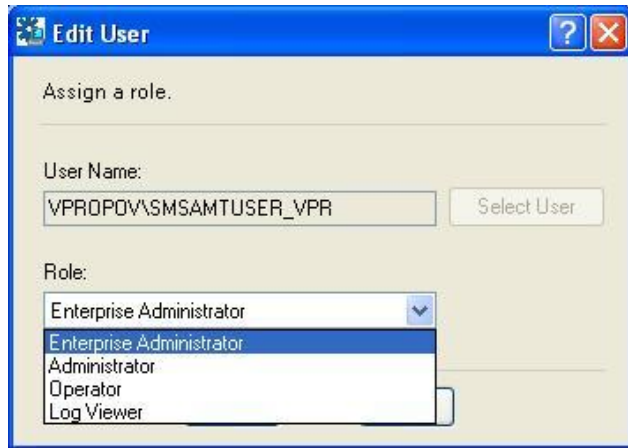 Edit User
Assign a role.
User Name:
VPROPOV\SMSAMTUSER_VPR
Select User
Role:
Enterprise Administrator
Enterprise Administrator
Administrator
Operator
Log Viewer